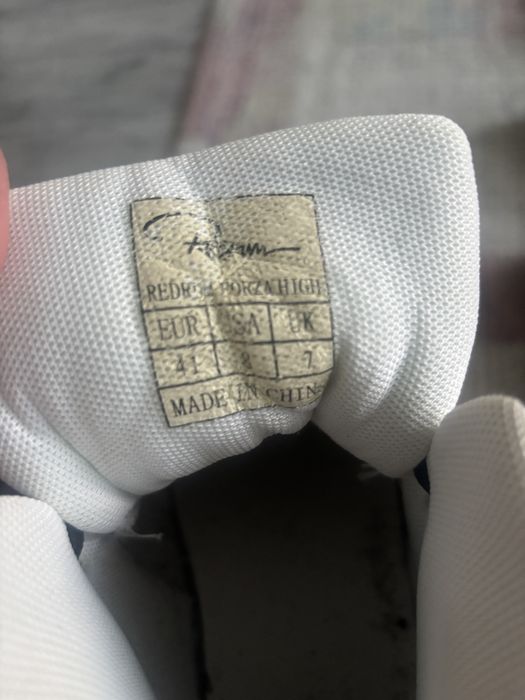 FORZA HIGH
EUR USA UK
41 8 7
MADE IN CHINA